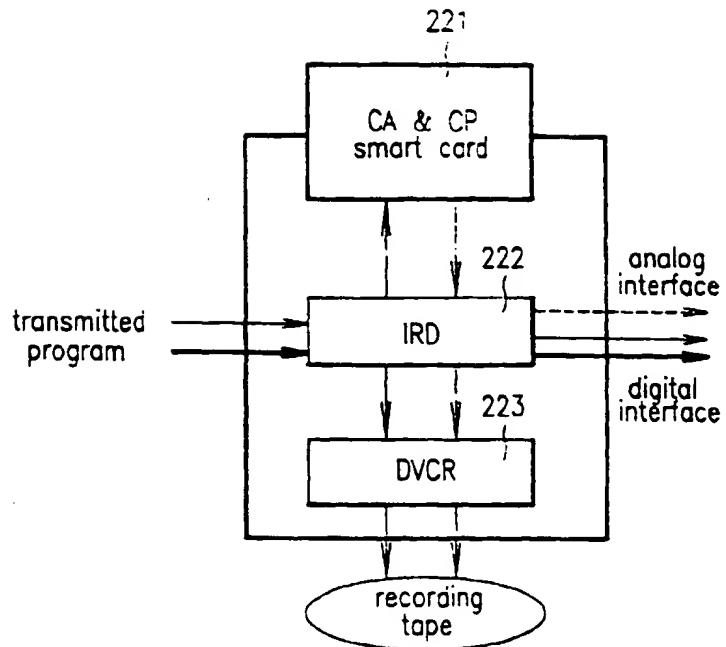 221
CA & CP
smart card
222
analog
interface
transmitted
program
IRD
digital
interface
223
DVCR
recording
tape